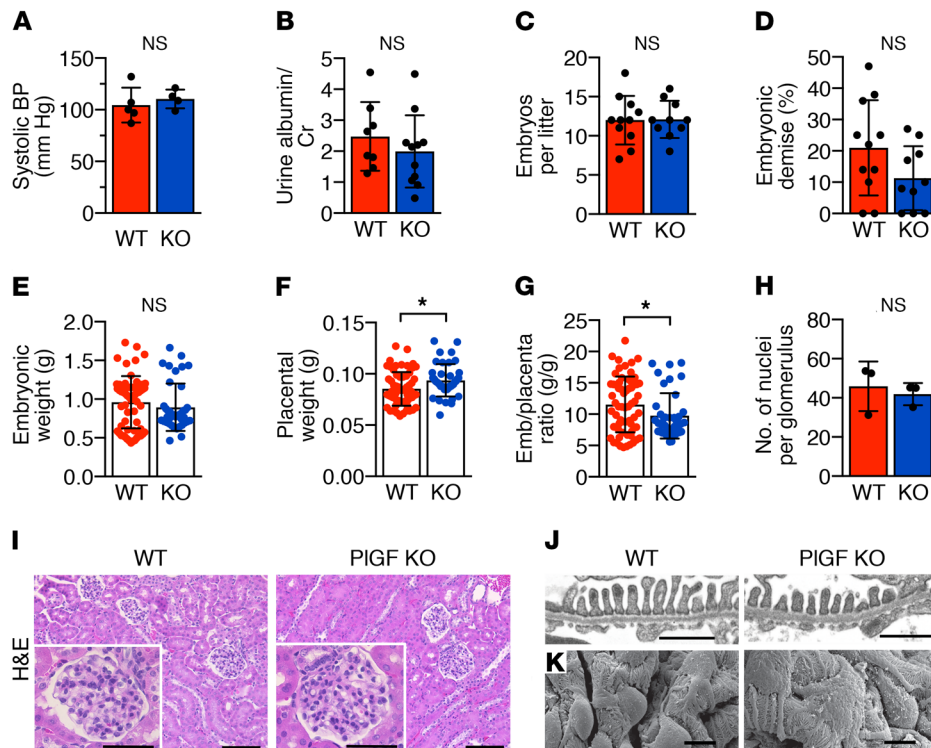 A
NS
Systolic BP
(mm Hg)
150
100
50
0
WT
KO
B
NS
Urine albumin/
Cr
5
4
3
2
1
0
WT
KO
C
NS
Embryos
per litter
20
15
10
5
0
WT
KO
D
NS
Embryonic
demise (%)
50
40
30
20
10
0
WT
KO
E
NS
Embryonic
weight (g)
2.0
1.5
1.0
0.5
0.0
WT
KO
F
*
Placental
weight (g)
0.15
0.10
0.05
0.00
WT
KO
G
*
Emb/placenta
ratio (g/g)
25
20
15
10
5
0
WT
KO
H
NS
No. of nuclei
per glomerulus
80
60
40
20
0
WT
KO
I
WT
PlGF KO
H&E
J
WT
PlGF KO
K